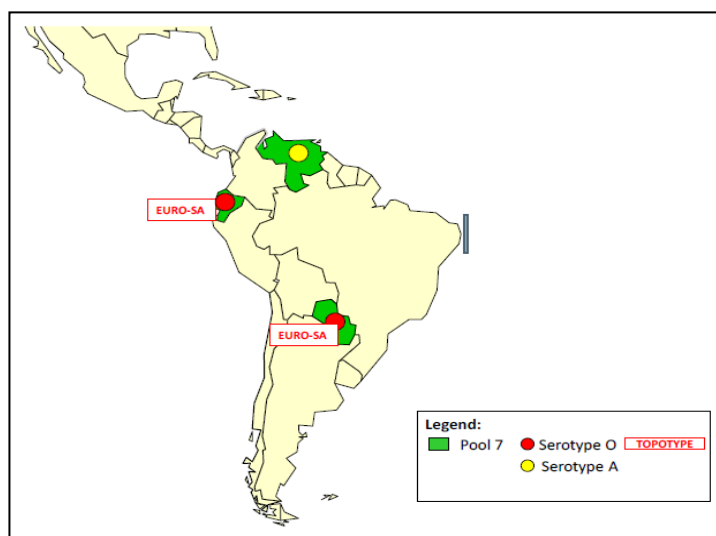 EURO-SA
EURO-SA
Legend:
Pool 7
Serotype O
TOPOTYPE
Serotype A